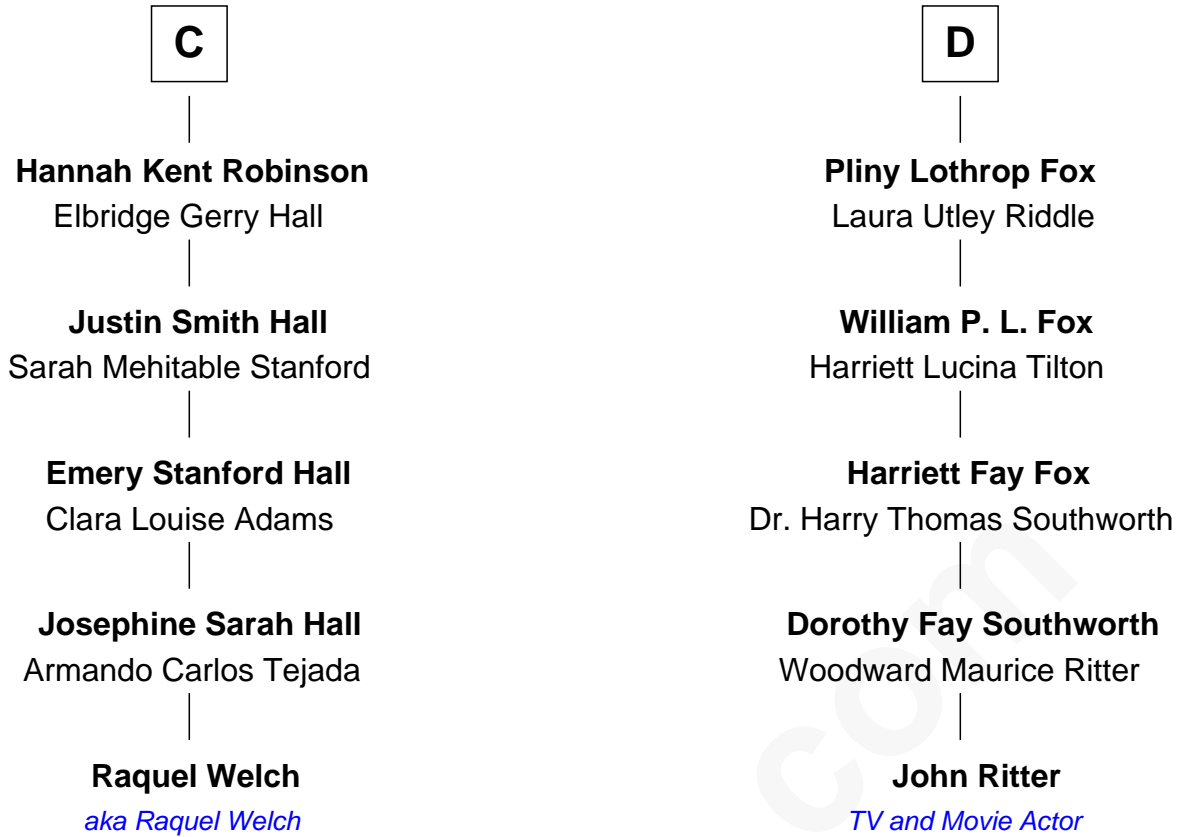 C
Hannah Kent Robinson
Elbridge Gerry Hall
Justin Smith Hall
Sarah Mehitable Stanford
Emery Stanford Hall
Clara Louise Adams
Josephine Sarah Hall
Armando Carlos Tejada
Raquel Welch
aka Raquel Welch
D
Pliny Lothrop Fox
Laura Utley Riddle
William P. L. Fox
Harriett Lucina Tilton
Harriett Fay Fox
Dr. Harry Thomas Southworth
Dorothy Fay Southworth
Woodward Maurice Ritter
John Ritter
TV and Movie Actor
com